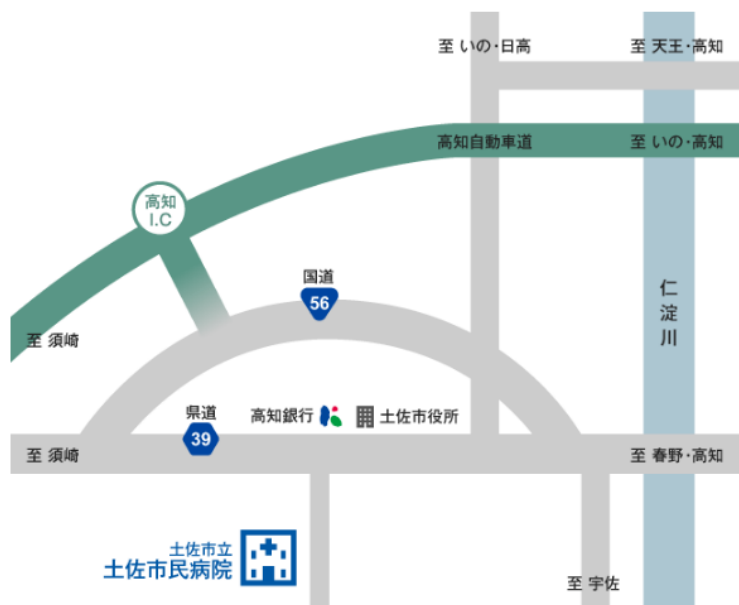 至 いの・日高
至 天王・高知
高知自動車道
至 いの・高知
高知
I.C
国道
56
仁淀川
至 須崎
県道
39
高知銀行
土佐市役所
至 須崎
至 春野・高知
土佐市立
土佐市民病院
至 宇佐